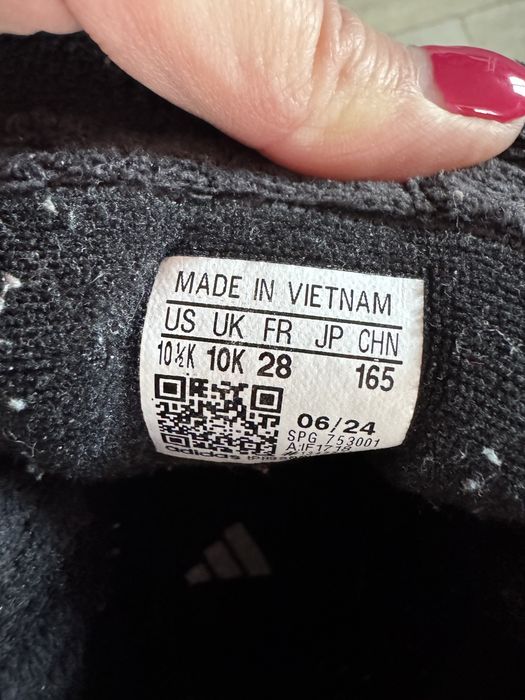 MADE IN VIETNAM
US UK FR JP CHN
10½K 10K 28 165
06/24
SPG 753001
adidas